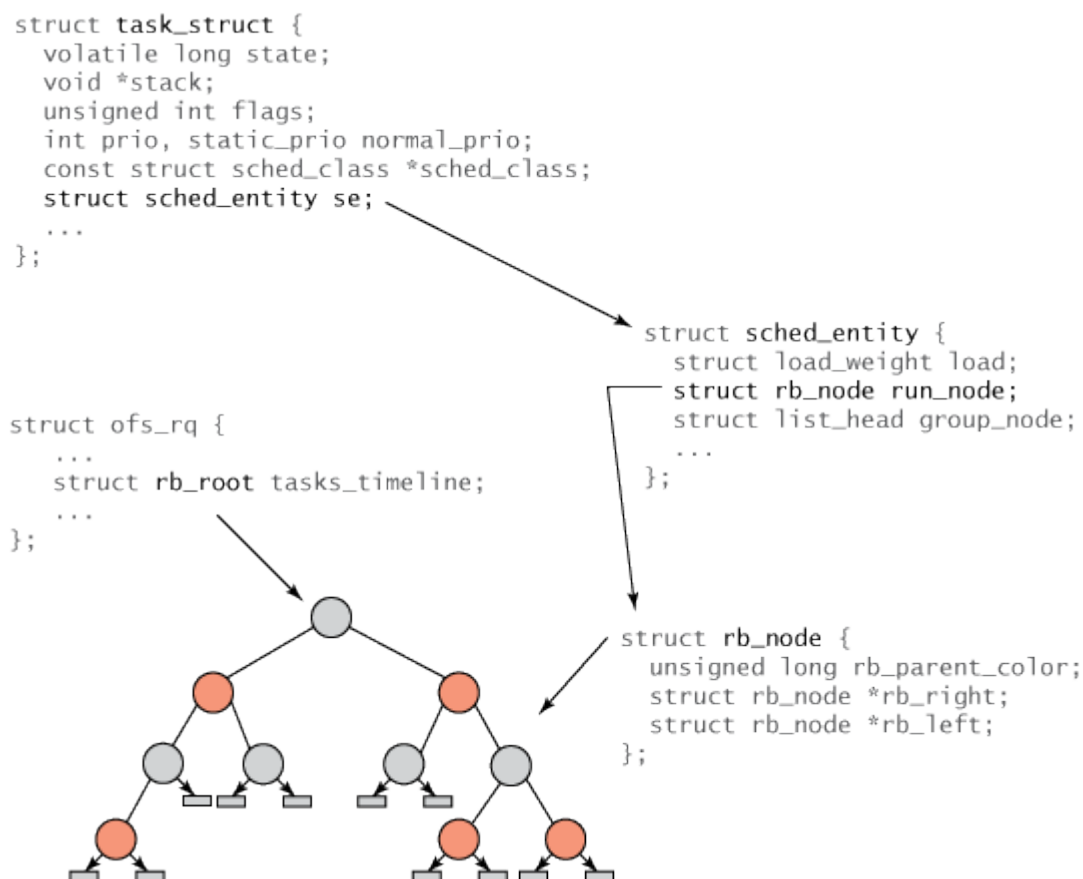 struct task_struct {
volatile long state;
void *stack;
unsigned int flags;
int prio, static_prio normal_prio;
const struct sched_class *sched_class;
struct sched_entity se;
...
};
struct sched_entity {
struct load_weight load;
struct rb_node run_node;
struct list_head group_node;
...
};
struct ofs_rq {
...
struct rb_root tasks_timeline;
...
};
struct rb_node {
unsigned long rb_parent_color;
struct rb_node *rb_right;
struct rb_node *rb_left;
};